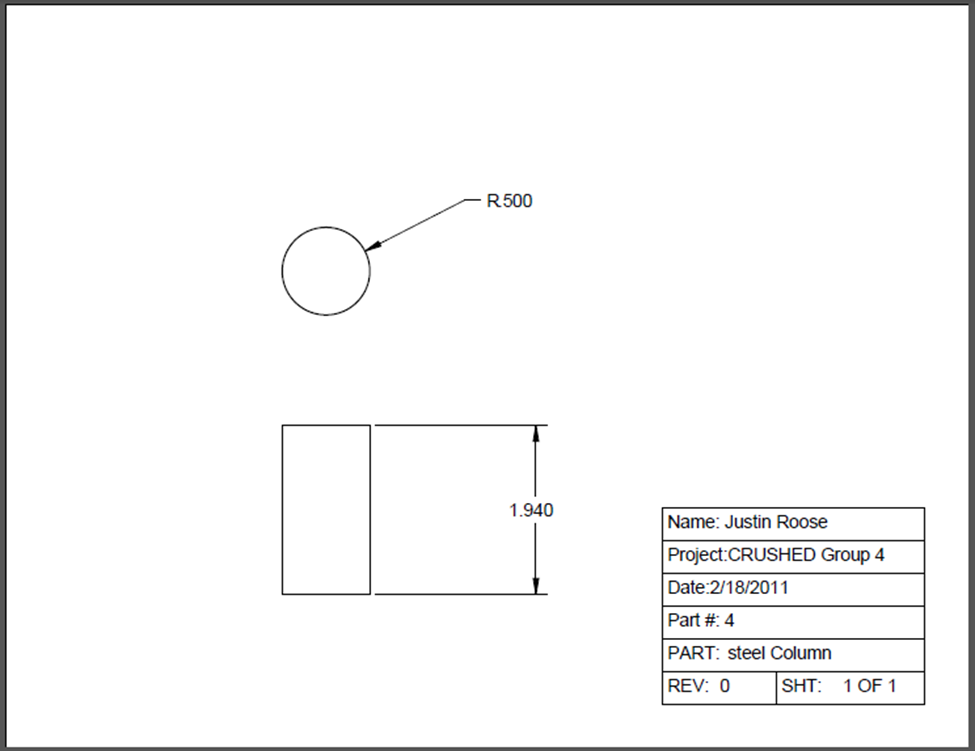 R.500
1.940
Name: Justin Roose
Project:CRUSHED Group 4
Date:2/18/2011
Part #: 4
PART: steel Column
REV: 0 SHT: 1 OF 1